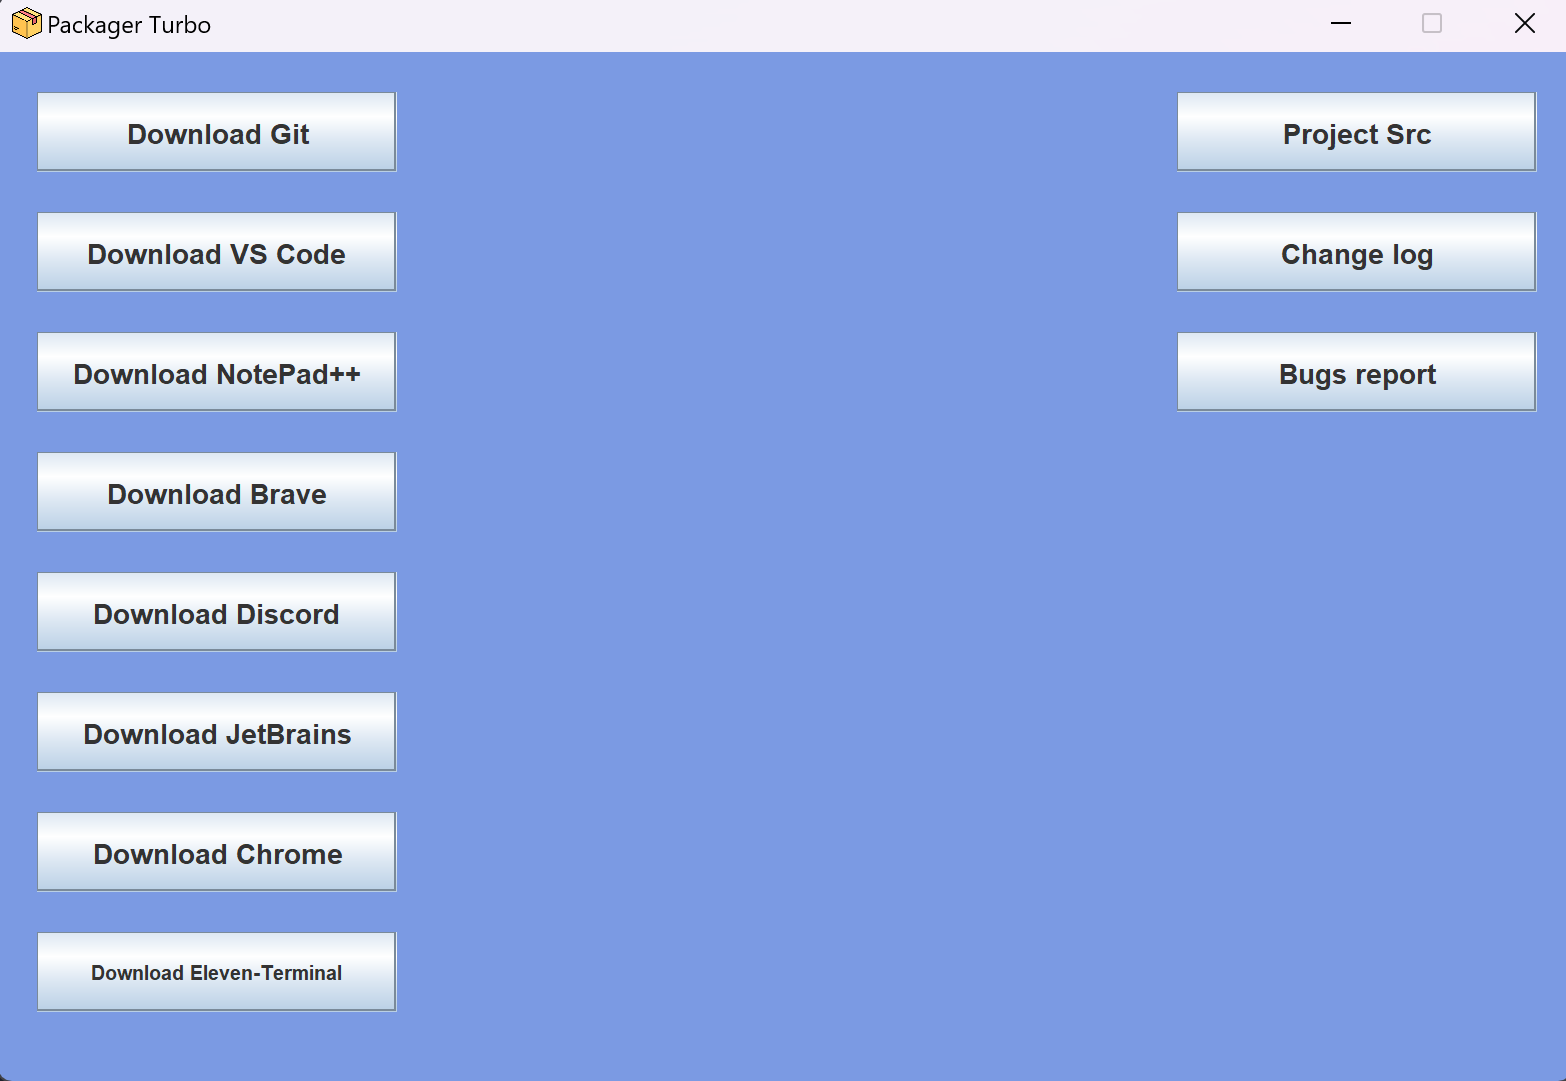 Packager Turbo
Download Git
Download VS Code
Download NotePad++
Download Brave
Download Discord
Download JetBrains
Download Chrome
Download Eleven-Terminal
Project Src
Change log
Bugs report